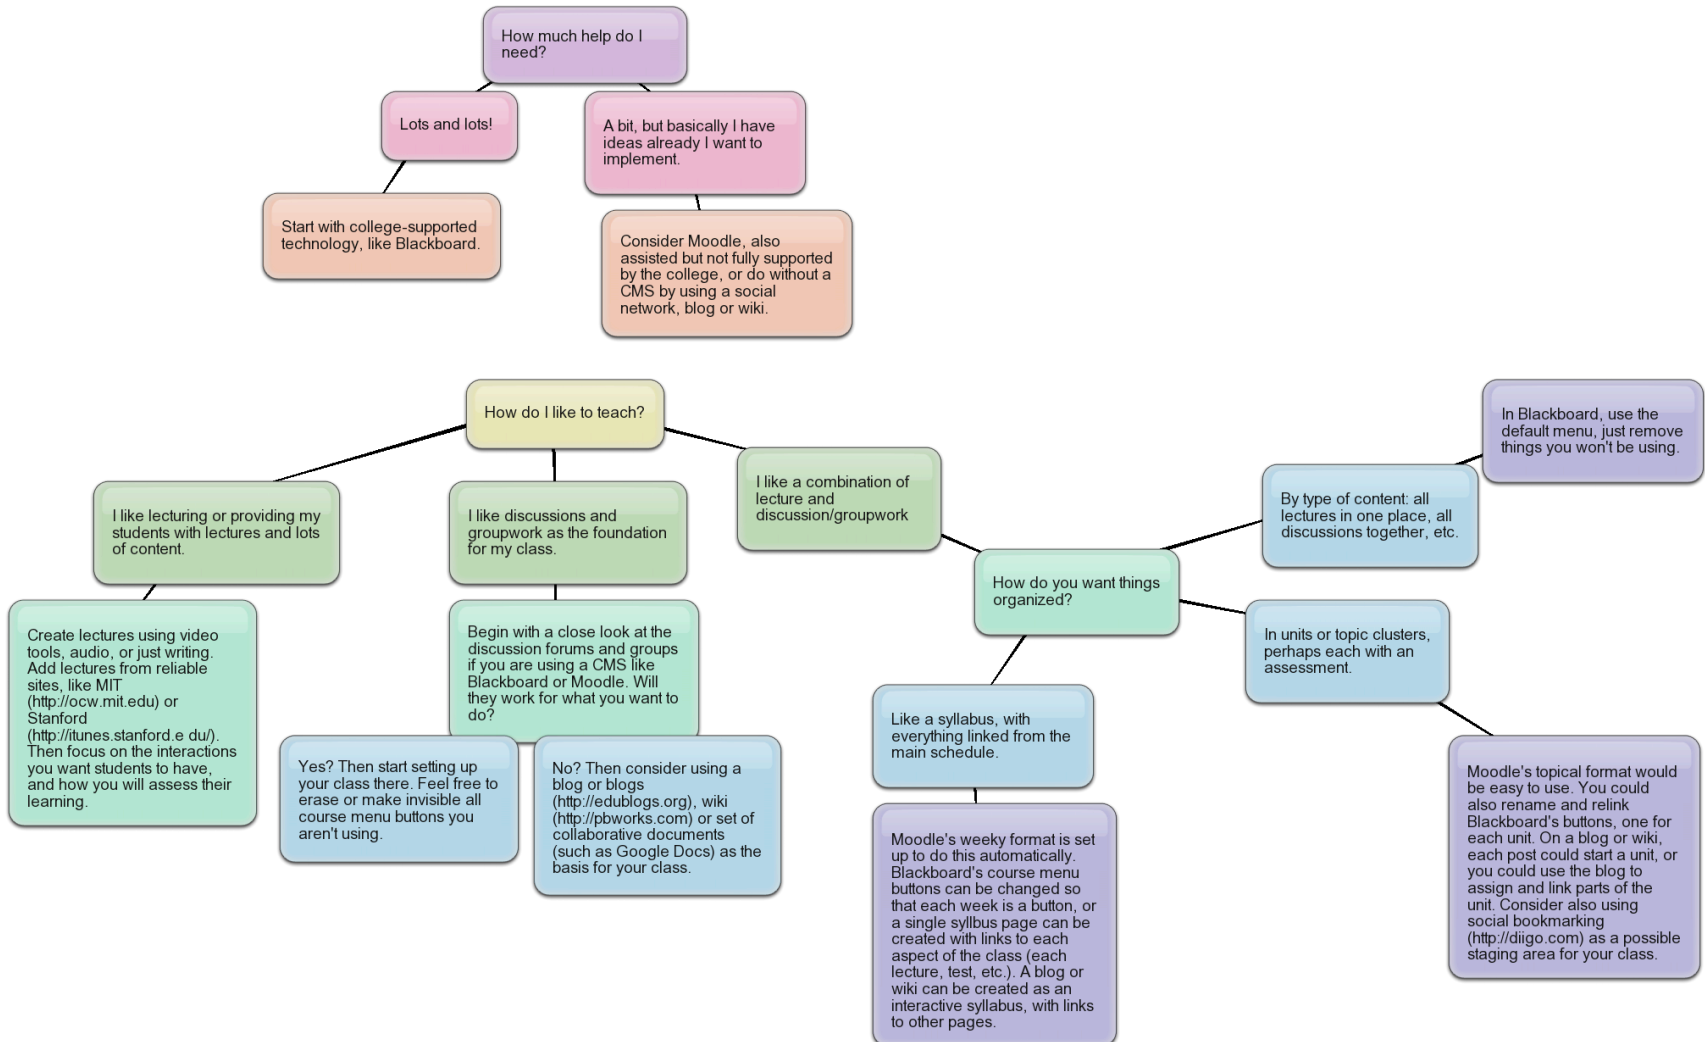 How much help do I
need?
Lots and lots!
A bit, but basically I have
ideas already I want to
implement.
Start with college-supported
technology, like Blackboard.
Consider Moodle, also
assisted but not fully supported
by the college, or do without a
CMS by using a social
network, blog or wiki.
How do I like to teach?
I like lecturing or providing my
students with lectures and lots
of content.
I like discussions and
groupwork as the foundation
for my class.
I like a combination of
lecture and
discussion/groupwork
Create lectures using video
tools, audio, or just writing.
Add lectures from reliable
sites, like MIT
(http://ocw.mit.edu) or
Stanford
(http://itunes.stanford.e du/).
Then focus on the interactions
you want students to have,
and how you will assess their
learning.
Begin with a close look at the
discussion forums and groups
if you are using a CMS like
Blackboard or Moodle. Will
they work for what you want to
do?
Yes? Then start setting up
your class there. Feel free to
erase or make invisible all
course menu buttons you
aren't using.
No? Then consider using a
blog or blogs
(http://edublogs.org), wiki
(http://pbworks.com) or set of
collaborative documents
(such as Google Docs) as the
basis for your class.
How do you want things
organized?
By type of content: all
lectures in one place, all
discussions together, etc.
In Blackboard, use the
default menu, just remove
things you won't be using.
In units or topic clusters,
perhaps each with an
assessment.
Moodle's topical format would
be easy to use. You could
also rename and relink
Blackboard's buttons, one for
each unit. On a blog or wiki,
each post could start a unit, or
you could use the blog to
assign and link parts of the
unit. Consider also using
social bookmarking
(http://diigo.com) as a possible
staging area for your class.
Like a syllabus, with
everything linked from the
main schedule.
Moodle's weeky format is set
up to do this automatically.
Blackboard's course menu
buttons can be changed so
that each week is a button, or
a single syllbus page can be
created with links to each
aspect of the class (each
lecture, test, etc.). A blog or
wiki can be created as an
interactive syllabus, with links
to other pages.